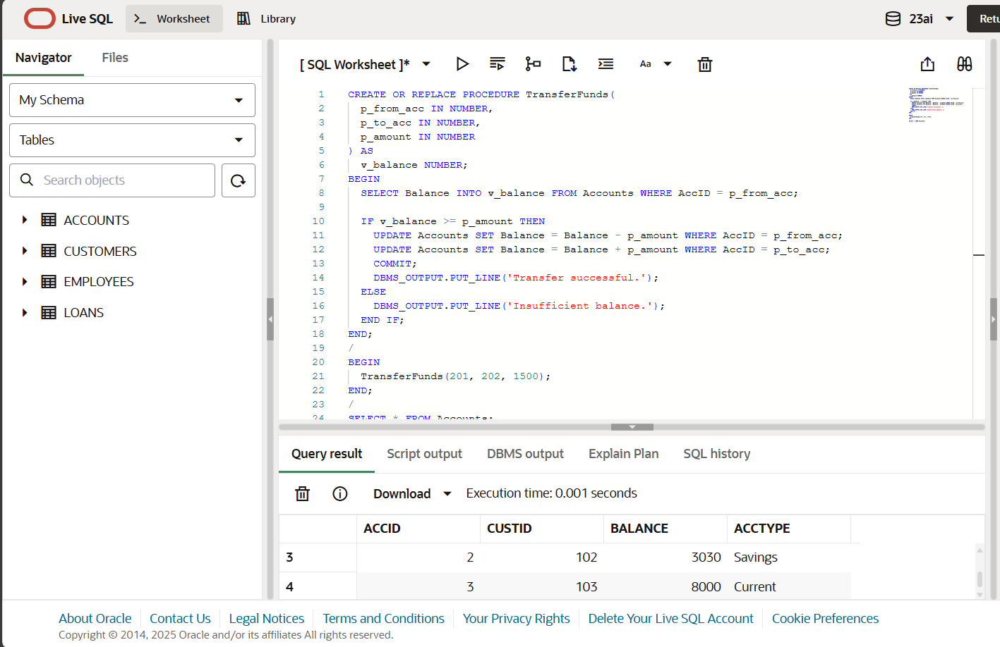 Live SQL
Worksheet
Library
23ai
Retu
Navigator
Files
My Schema
Tables
Search objects
ACCOUNTS
CUSTOMERS
EMPLOYEES
LOANS
[ SQL Worksheet ]*
Aa
1 CREATE OR REPLACE PROCEDURE TransferFunds(
2 p_from_acc IN NUMBER,
3 p_to_acc IN NUMBER,
4 p_amount IN NUMBER
5 ) AS
6 v_balance NUMBER;
7 BEGIN
8 SELECT Balance INTO v_balance FROM Accounts WHERE AccID = p_from_acc;
9
10 IF v_balance >= p_amount THEN
11 UPDATE Accounts SET Balance = Balance - p_amount WHERE AccID = p_from_acc;
12 UPDATE Accounts SET Balance = Balance + p_amount WHERE AccID = p_to_acc;
13 COMMIT;
14 DBMS_OUTPUT.PUT_LINE('Transfer successful.');
15 ELSE
16 DBMS_OUTPUT.PUT_LINE('Insufficient balance.');
17 END IF;
18 END;
19 /
20 BEGIN
21 TransferFunds(201, 202, 1500);
22 END;
23 /
24 SELECT * FROM Accounts;
Query result
Script output
DBMS output
Explain Plan
SQL history
Download
Execution time: 0.001 seconds
ACCID CUSTID BALANCE ACCTYPE
3 2 102 3030 Savings
4 3 103 8000 Current
About Oracle
Contact Us
Legal Notices
Terms and Conditions
Your Privacy Rights
Delete Your Live SQL Account
Cookie Preferences
Copyright © 2014, 2025 Oracle and/or its affiliates All rights reserved.